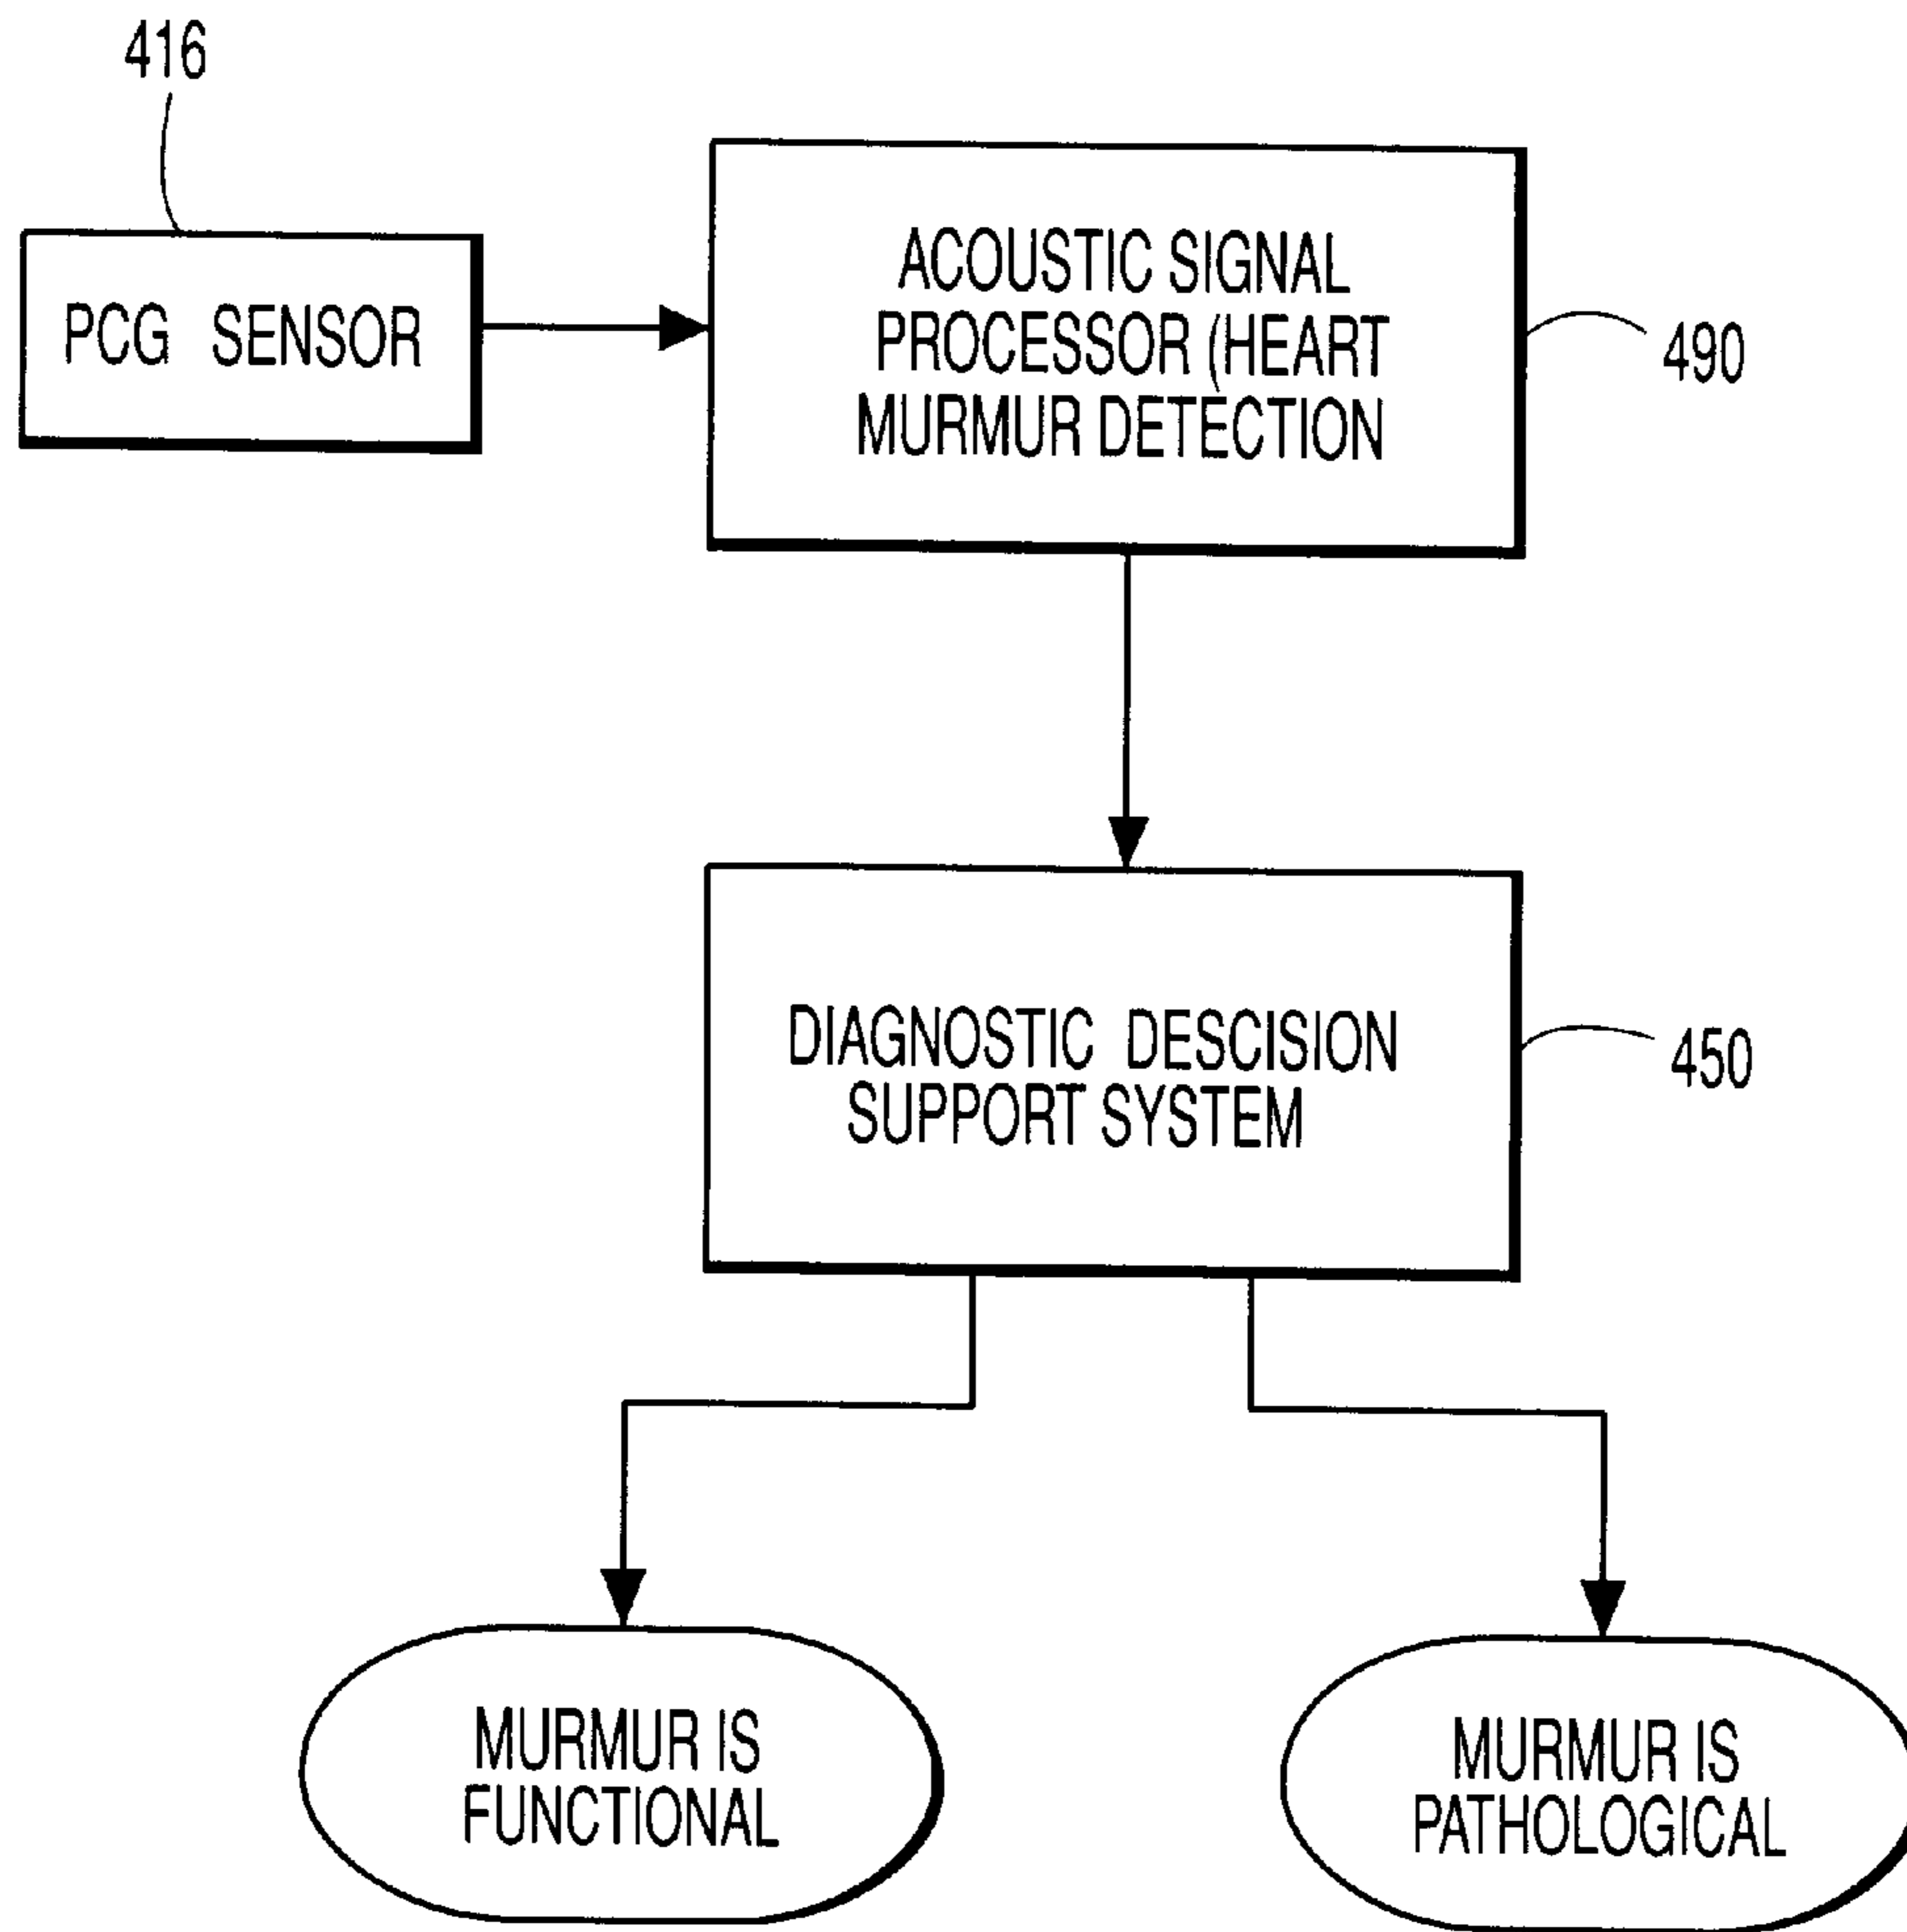 416
PCG SENSOR
ACOUSTIC SIGNAL
PROCESSOR (HEART
MURMUR DETECTION
490
DIAGNOSTIC DESCISION
SUPPORT SYSTEM
450
MURMUR IS
FUNCTIONAL
MURMUR IS
PATHOLOGICAL